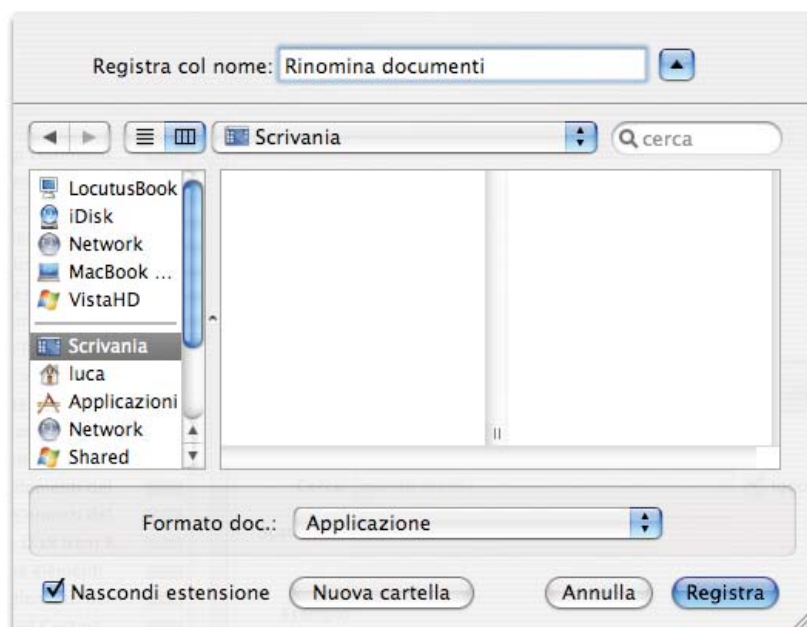 Registra col nome: Rinomina documenti
Scrivania
cerca
LocutusBook
iDisk
Network
MacBook ...
VistaHD
Scrivania
luca
Applicazioni
Network
Shared
Formato doc.: Applicazione
Nascondi estensione Nuova cartella Annulla Registra